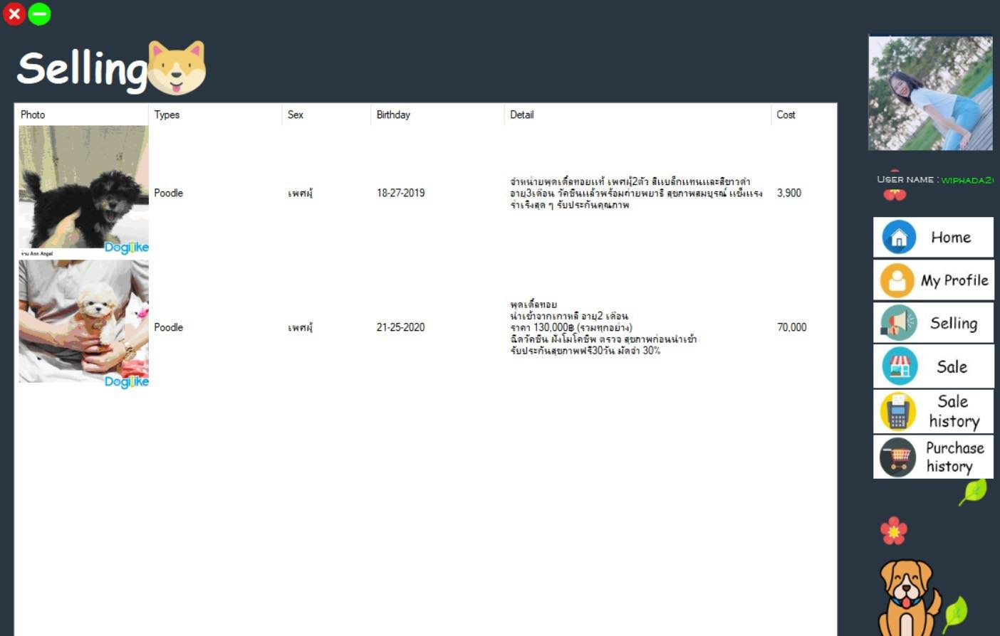 Selling
Photo
Types
Sex
Birthday
Detail
Cost
Dogilike
ร้าน Ann Angel
Poodle
เพศผู้
18-27-2019
จำหน่ายพุดเดิ้ลทอยแท้ เพศผู้2ตัว สีแบล็กแทนและสีขาวดำ
อายุ3เดือน วัคซีนแล้วพร้อมถ่ายพยาธิ สุขภาพสมบูรณ์ แข็งแรง
ร่าเริงสุด ๆ รับประกันคุณภาพ
3,900
Dogilike
Poodle
เพศผู้
21-25-2020
พุดเดิ้ลทอย
นำเข้าจากเกาหลี อายุ2 เดือน
ราคา 130,000฿ (รวมทุกอย่าง)
ฉีดวัคซีน ฝังไมโคชิพ ตรวจ สุขภาพก่อนนำเข้า
รับประกันสุขภาพฟรี30วัน มัดจำ 30%
70,000
USER NAME :
Home
My Profile
Selling
Sale
Sale
history
Purchase
history